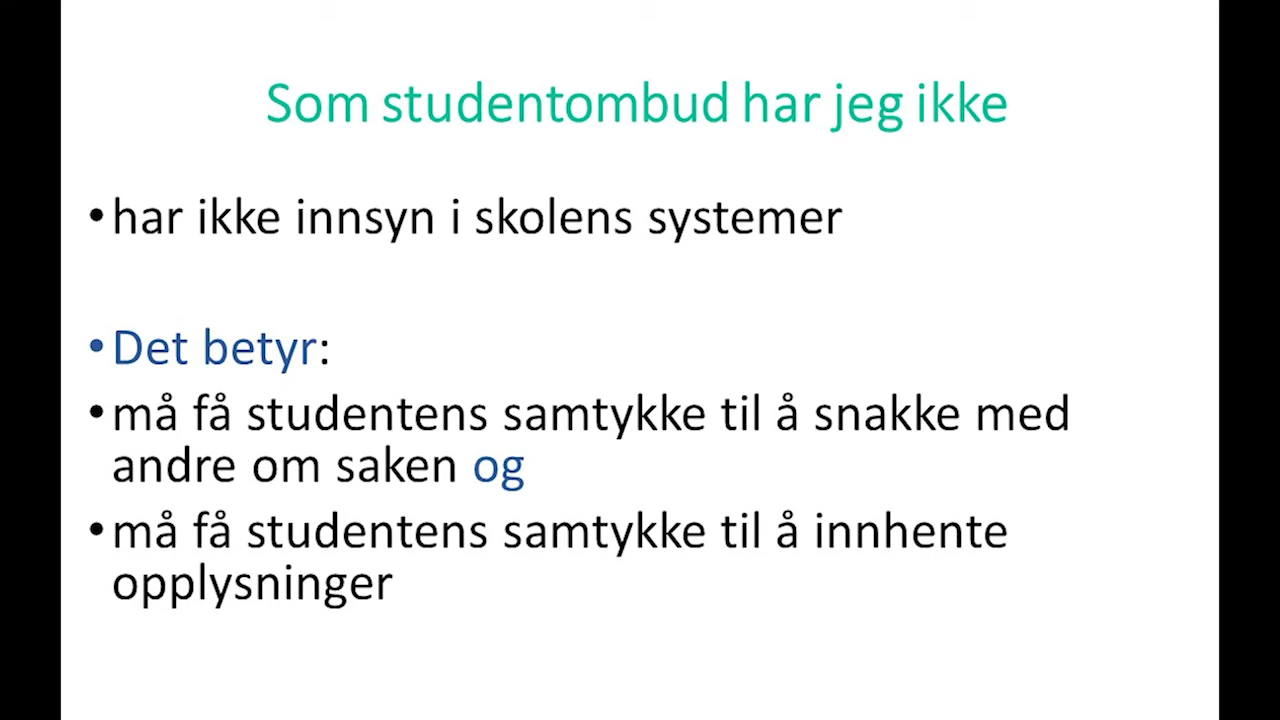 Som studentombud har jeg ikke
• har ikke innsyn i skolens systemer
• Det betyr:
• må få studentens samtykke til å snakke med
andre om saken og
• må få studentens samtykke til å innhente
opplysninger